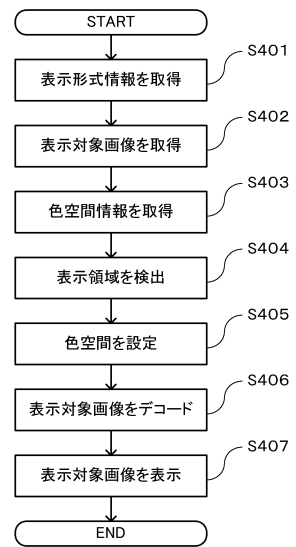 START
表示形式情報を取得
S401
表示対象画像を取得
S402
色空間情報を取得
S403
表示領域を検出
S404
色空間を設定
S405
表示対象画像をデコード
S406
表示対象画像を表示
S407
END